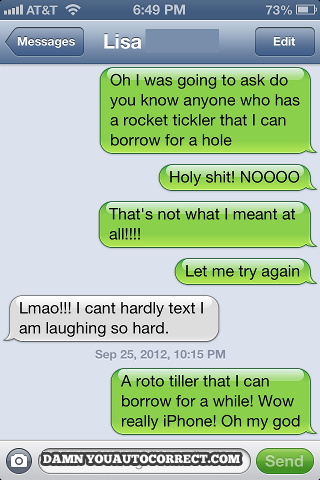 AT&T 6:49 PM 73%
Messages Lisa Edit
Oh I was going to ask do
you know anyone who has
a rocket tickler that I can
borrow for a hole
Holy shit! NOOOO
That's not what I meant at
all!!!!
Let me try again
Lmao!!! I cant hardly text I
am laughing so hard.
Sep 25, 2012, 10:15 PM
A roto tiller that I can
borrow for a while! Wow
really iPhone! Oh my god
DAMN YOUAUTOCORRECT.COM Send